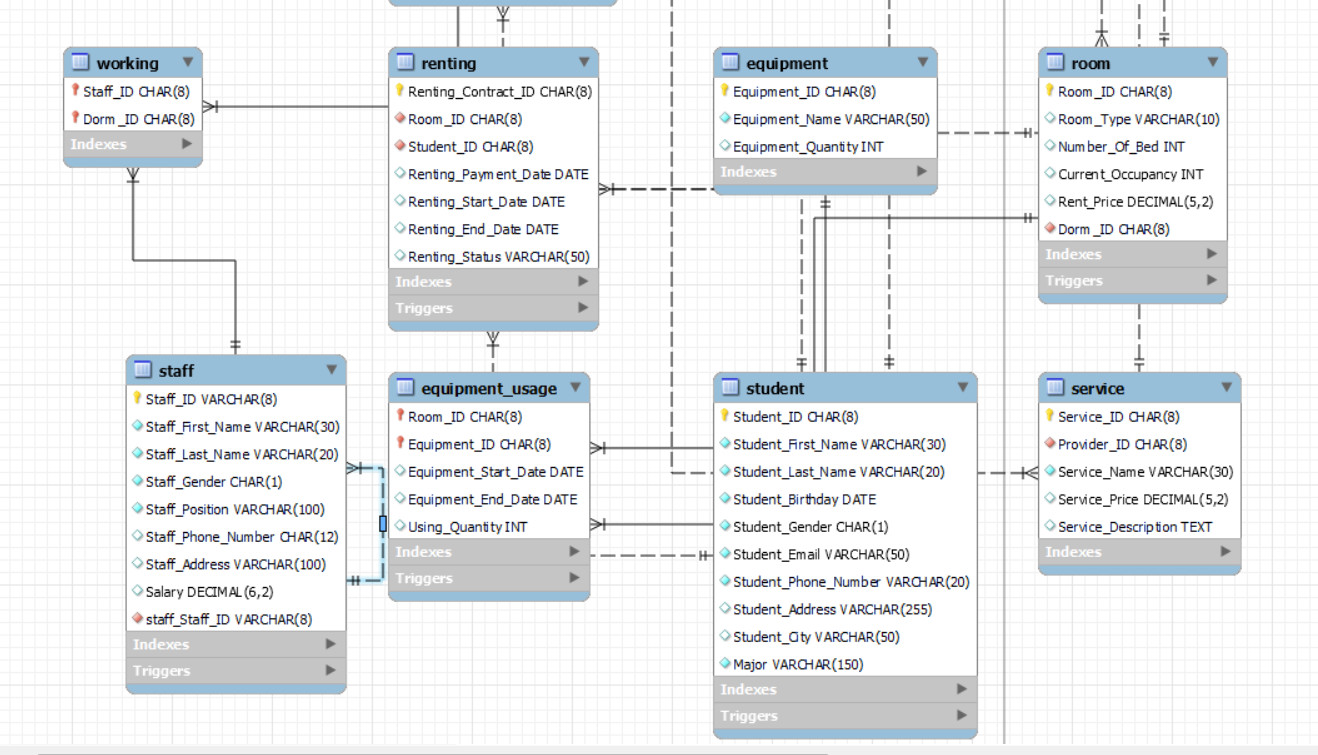 working
Staff_ID CHAR(8)
Dorm _ID CHAR(8)
Indexes
renting
Renting_Contract_ID CHAR(8)
Room_ID CHAR(8)
Student_ID CHAR(8)
Renting_Payment_Date DATE
Renting_Start_Date DATE
Renting_End_Date DATE
Renting_Status VARCHAR(50)
Indexes
Triggers
equipment
Equipment_ID CHAR(8)
Equipment_Name VARCHAR(50)
Equipment_Quantity INT
Indexes
room
Room_ID CHAR(8)
Room_Type VARCHAR(10)
Number_Of_Bed INT
Current_Occupancy INT
Rent_Price DECIMAL(5,2)
Dorm _ID CHAR(8)
Indexes
Triggers
staff
Staff_ID VARCHAR(8)
Staff_First_Name VARCHAR(30)
Staff_Last_Name VARCHAR(20)
Staff_Gender CHAR(1)
Staff_Position VARCHAR(100)
Staff_Phone_Number CHAR(12)
Staff_Address VARCHAR(100)
Salary DECIMAL(6,2)
staff_Staff_ID VARCHAR(8)
Indexes
Triggers
equipment_usage
Room_ID CHAR(8)
Equipment_ID CHAR(8)
Equipment_Start_Date DATE
Equipment_End_Date DATE
Using_Quantity INT
Indexes
Triggers
student
Student_ID CHAR(8)
Student_First_Name VARCHAR(30)
Student_Last_Name VARCHAR(20)
Student_Birthday DATE
Student_Gender CHAR(1)
Student_Email VARCHAR(50)
Student_Phone_Number VARCHAR(20)
Student_Address VARCHAR(255)
Student_City VARCHAR(50)
Major VARCHAR(150)
Indexes
Triggers
service
Service_ID CHAR(8)
Provider_ID CHAR(8)
Service_Name VARCHAR(30)
Service_Price DECIMAL(5,2)
Service_Description TEXT
Indexes